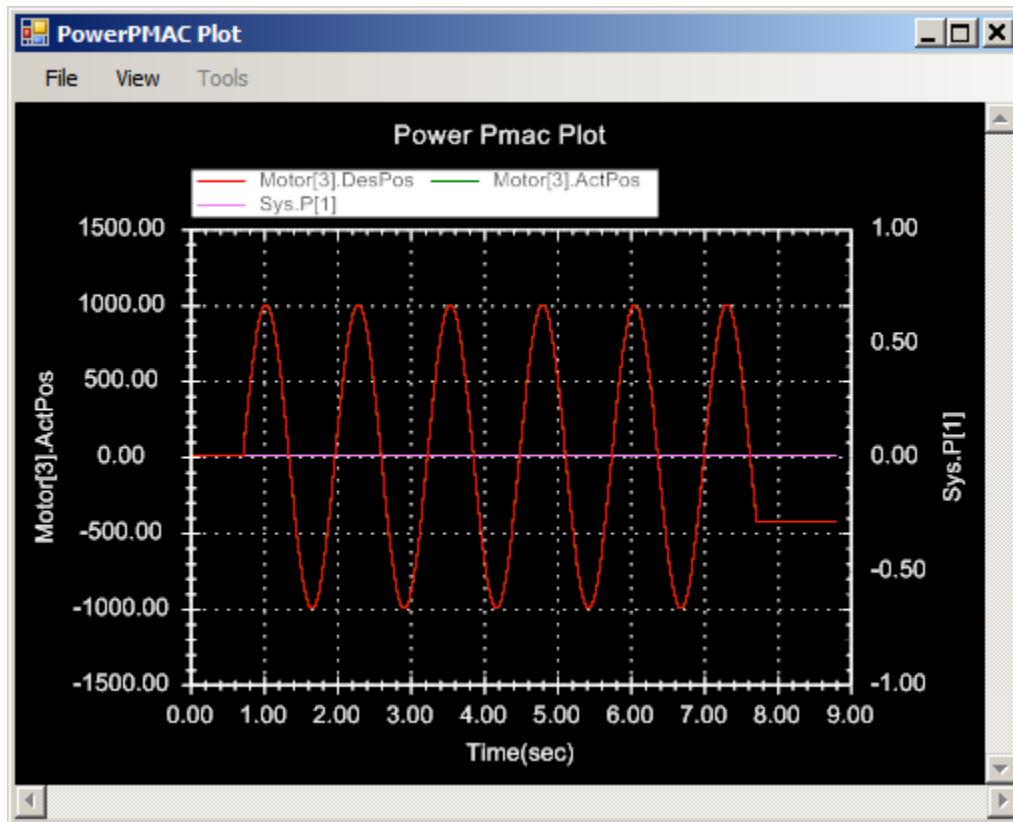 PowerPMAC Plot
File View Tools
Power Pmac Plot
Motor[3].DesPos Motor[3].ActPos
Sys.P[1]
1500.00
1000.00
500.00
0.00
-500.00
-1000.00
-1500.00
Motor[3].ActPos
1.00
0.50
0.00
-0.50
-1.00
Sys.P[1]
0.00 1.00 2.00 3.00 4.00 5.00 6.00 7.00 8.00 9.00
Time(sec)